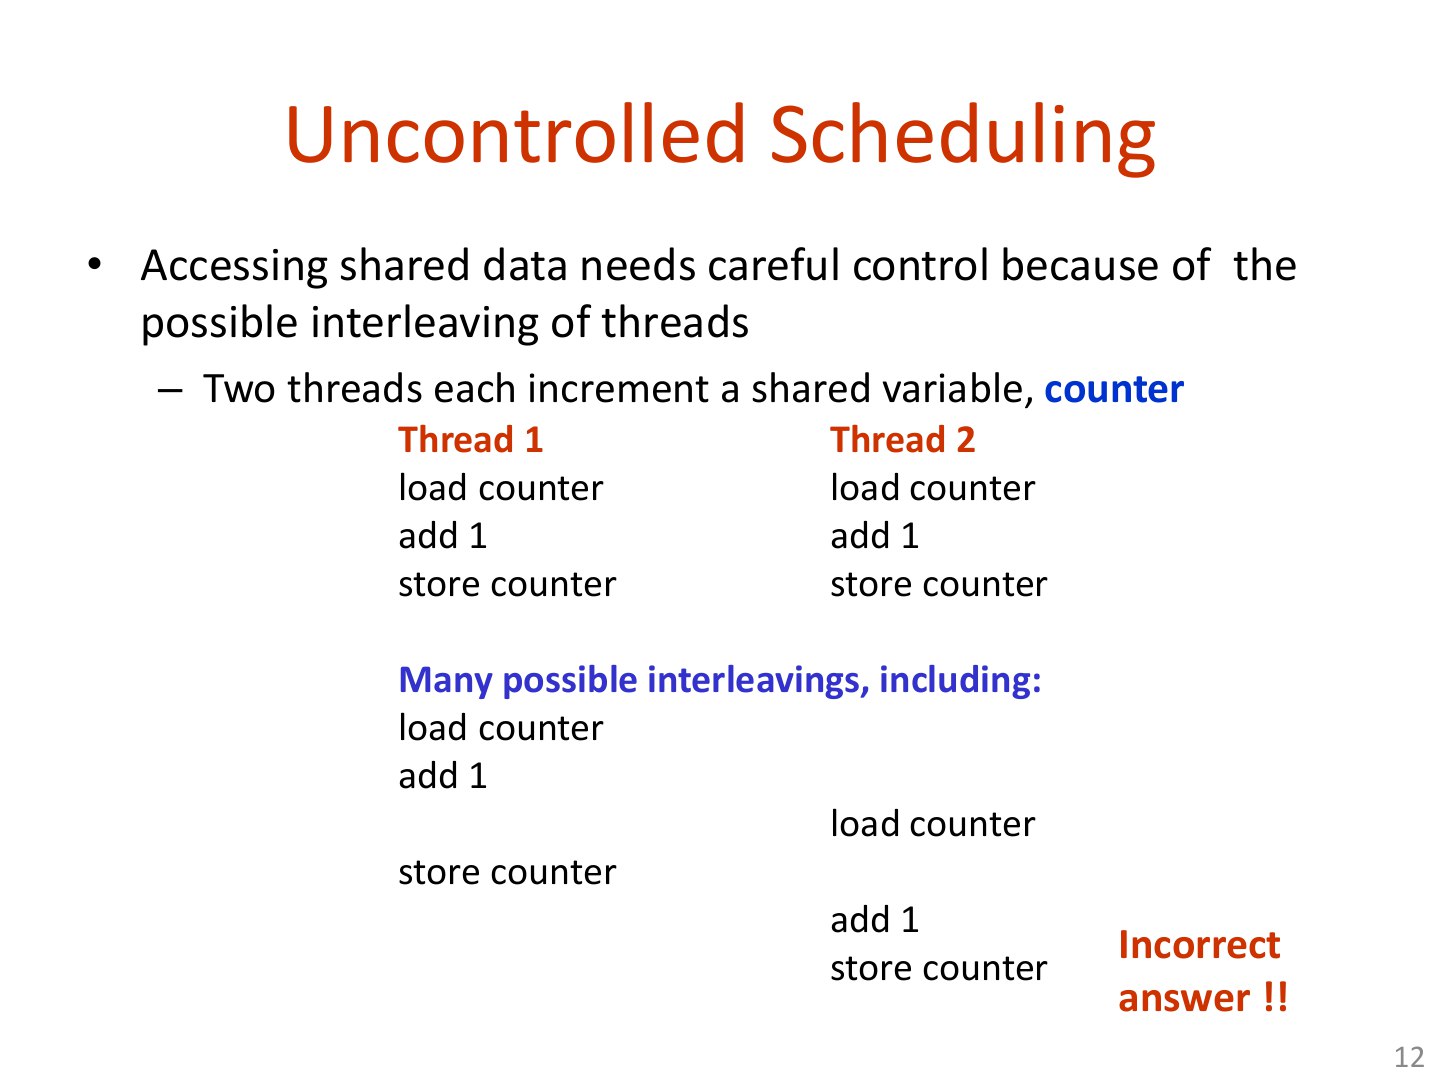 Uncontrolled Scheduling
• Accessing shared data needs careful control because of  the
possible interleaving of threads
– Two threads each increment a shared variable, counter
Thread 1 Thread 2
load counter load counter
add 1 add 1
store counter store counter
Many possible interleavings, including:
load counter
add 1
load counter
store counter
add 1
store counter
Incorrect
answer !!
12